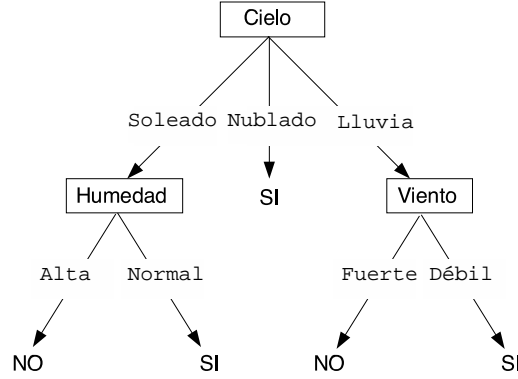 Cielo
Soleado Nublado Lluvia
Humedad SI Viento
Alta Normal Fuerte Débil
NO SI NO SI